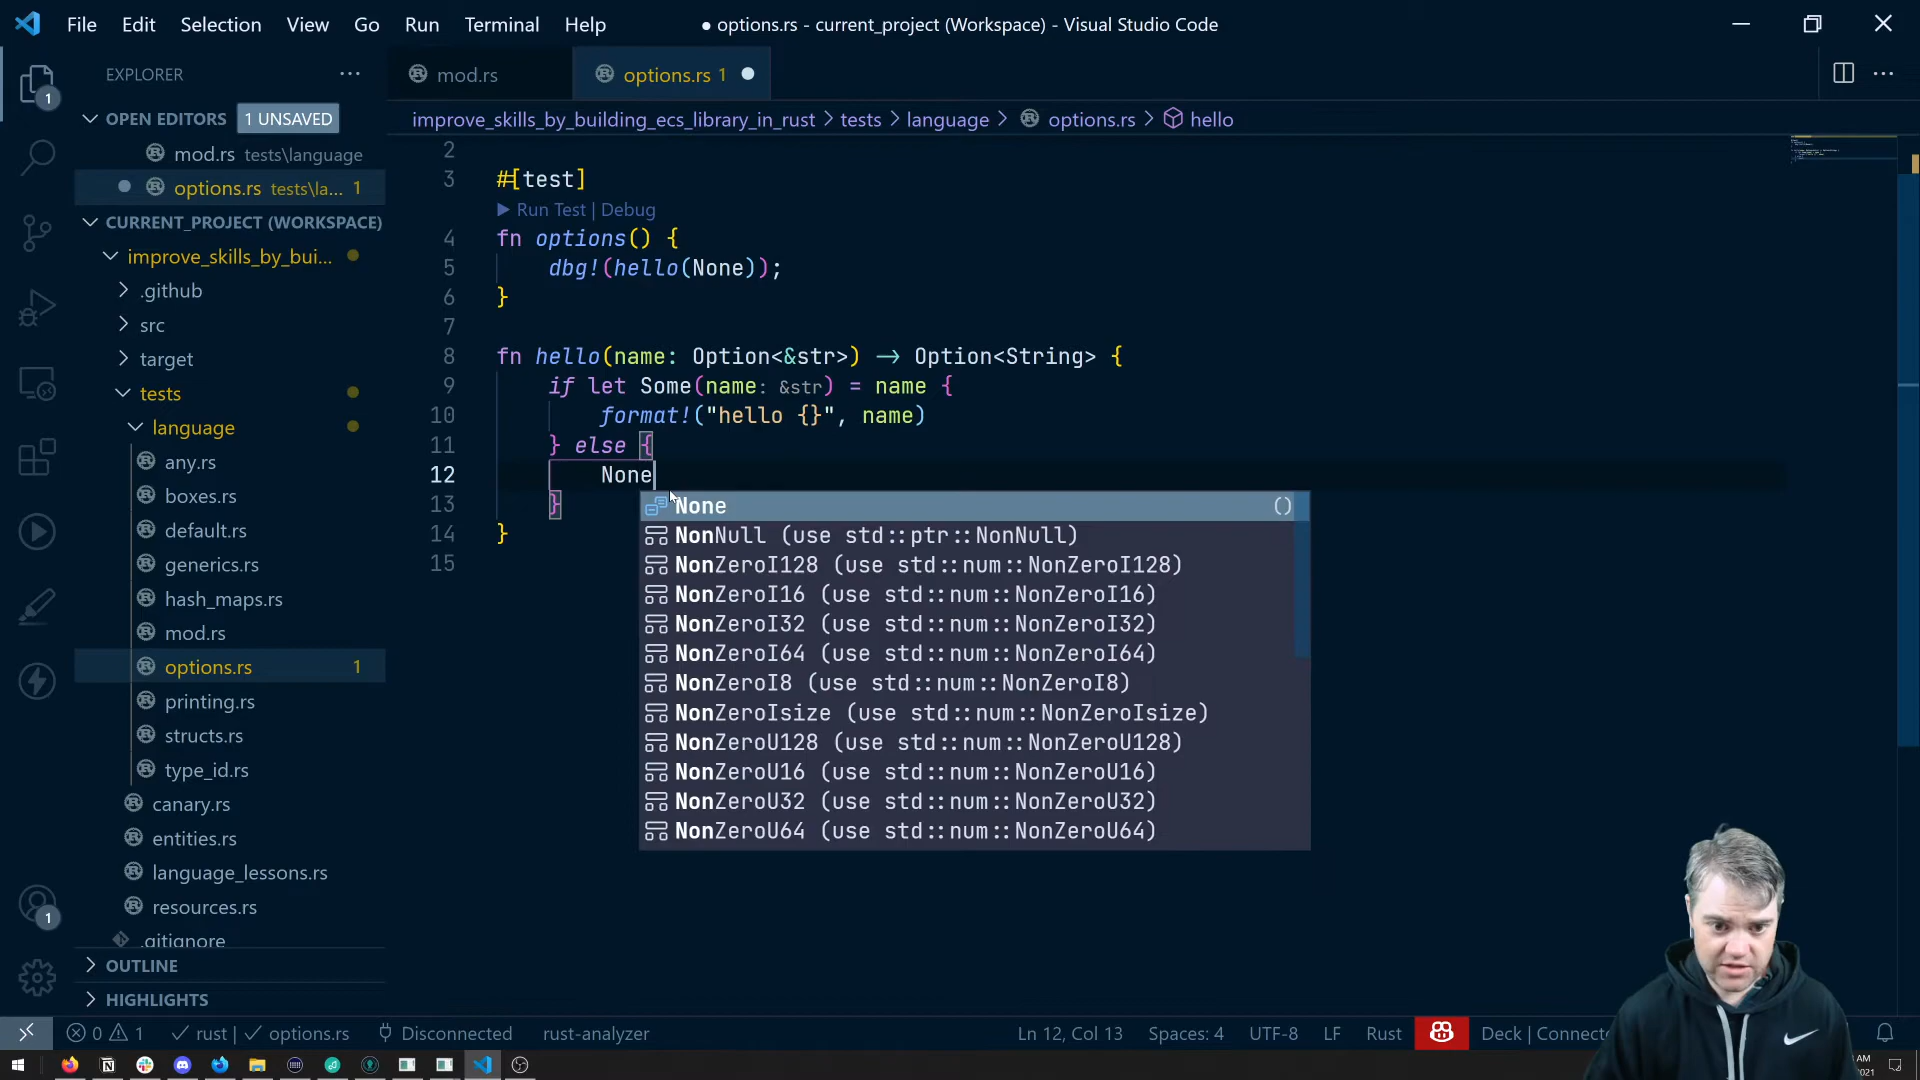 File Edit Selection View Go Run Terminal Help
● options.rs - current_project (Workspace) - Visual Studio Code
EXPLORER
mod.rs
options.rs 1
OPEN EDITORS 1 UNSAVED
improve_skills_by_building_ecs_library_in_rust > tests > language > options.rs > hello
mod.rs tests\language
options.rs tests\la... 1
CURRENT_PROJECT (WORKSPACE)
improve_skills_by_bui...
.github
src
target
tests
language
any.rs
boxes.rs
default.rs
generics.rs
hash_maps.rs
mod.rs
options.rs 1
printing.rs
structs.rs
type_id.rs
canary.rs
entities.rs
language_lessons.rs
resources.rs
.gitignore
OUTLINE
HIGHLIGHTS
1
1
2
3 #[test]
▶ Run Test | Debug
4 fn options() {
5 dbg!(hello(None));
6 }
7
8 fn hello(name: Option<&str>) → Option<String> {
9 if let Some(name: &str) = name {
10 format!("hello {}", name)
11 } else {
12 None
13 }
14 }
15
None ()
NonNull (use std::ptr::NonNull)
NonZeroI128 (use std::num::NonZeroI128)
NonZeroI16 (use std::num::NonZeroI16)
NonZeroI32 (use std::num::NonZeroI32)
NonZeroI64 (use std::num::NonZeroI64)
NonZeroI8 (use std::num::NonZeroI8)
NonZeroIsize (use std::num::NonZeroIsize)
NonZeroU128 (use std::num::NonZeroU128)
NonZeroU16 (use std::num::NonZeroU16)
NonZeroU32 (use std::num::NonZeroU32)
NonZeroU64 (use std::num::NonZeroU64)
0 1 ✓ rust | ✓ options.rs Disconnected rust-analyzer Ln 12, Col 13 Spaces: 4 UTF-8 LF Rust Deck | Connecte
AM
2021